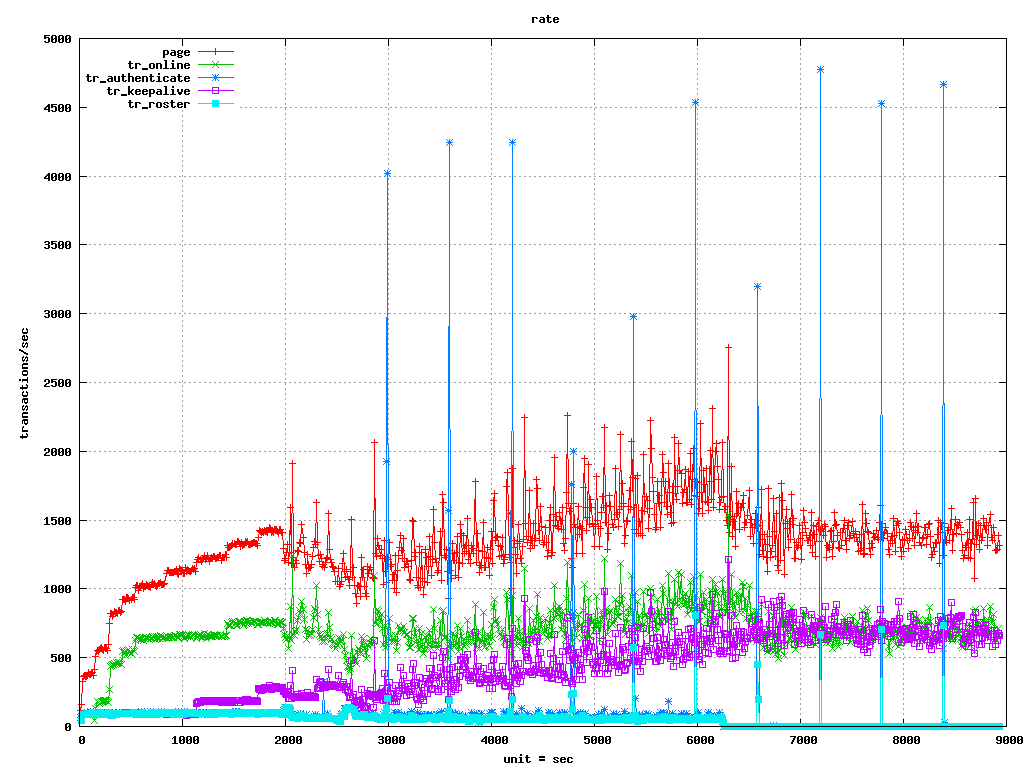 rate
page
tr_online
tr_authenticate
tr_keepalive
tr_roster
5000
4500
4000
3500
3000
2500
2000
1500
1000
500
0
transactions/sec
0 1000 2000 3000 4000 5000 6000 7000 8000 9000
unit = sec